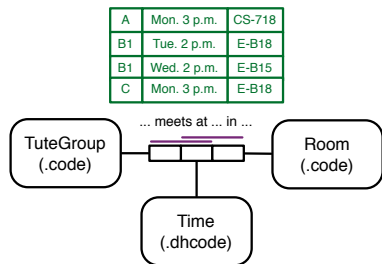 A Mon. 3 p.m. CS-718
B1 Tue. 2 p.m. E-B18
B1 Wed. 2 p.m. E-B15
C Mon. 3 p.m. E-B18
... meets at ... in ...
TuteGroup
(.code)
Room
(.code)
Time
(.dhcode)